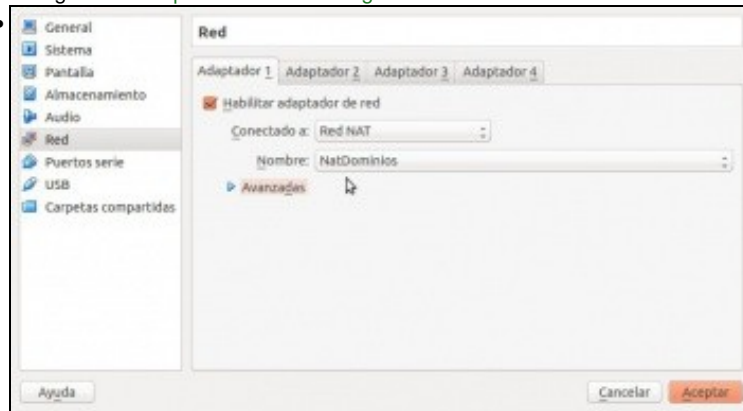 General
Sistema
Pantalla
Almacenamiento
Audio
Red
Puertos serie
USB
Carpetas compartidas
Red
Adaptador 1 Adaptador 2 Adaptador 3 Adaptador 4
Habilitar adaptador de red
Conectado a: Red NAT
Nombre: NatDominios
Avanzadas
Ayuda Cancelar Aceptar